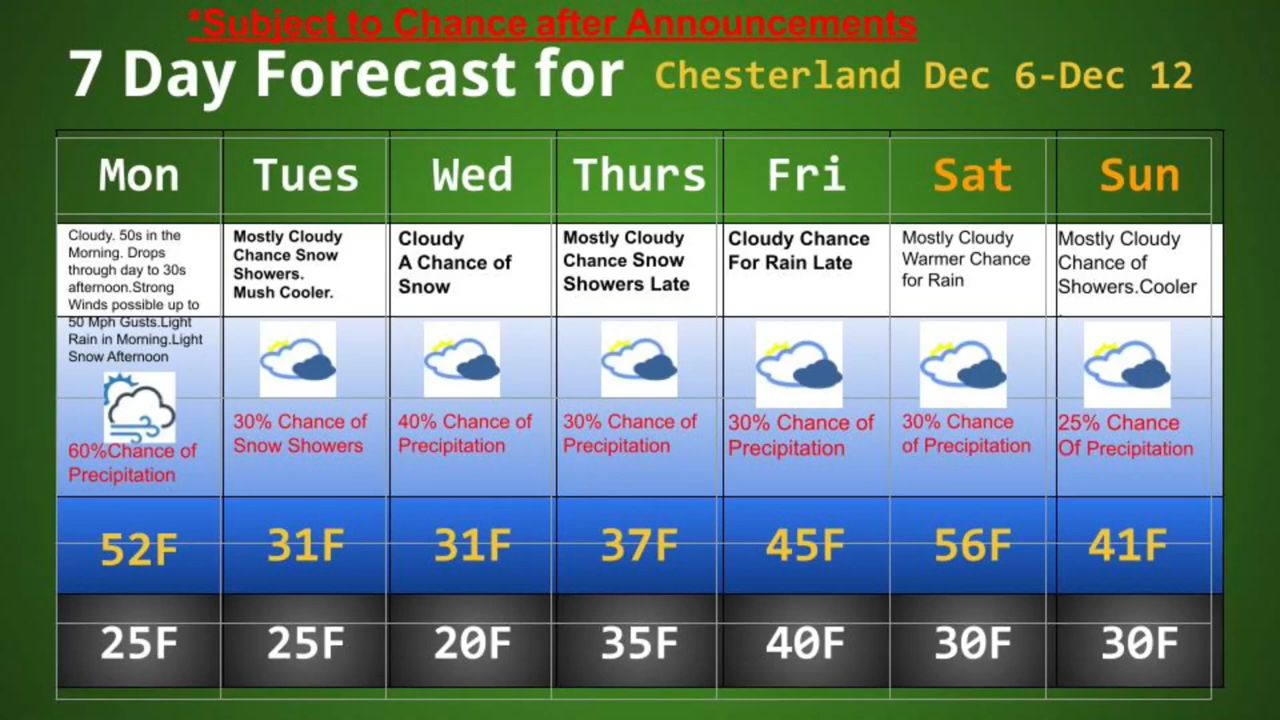 *Subject to Chance after Announcements
7 Day Forecast for Chesterland Dec 6-Dec 12
Mon Tues Wed Thurs Fri Sat Sun
Cloudy. 50s in the
Morning. Drops
through day to 30s
afternoon.Strong
Winds possible up to
50 Mph Gusts.Light
Rain in Morning.Light
Snow Afternoon
Mostly Cloudy
Chance Snow
Showers.
Mush Cooler.
Cloudy
A Chance of
Snow
Mostly Cloudy
Chance Snow
Showers Late
Cloudy Chance
For Rain Late
Mostly Cloudy
Warmer Chance
for Rain
Mostly Cloudy
Chance of
Showers.Cooler
.
60%Chance of
Precipitation
30% Chance of
Snow Showers
40% Chance of
Precipitation
30% Chance of
Precipitation
30% Chance of
Precipitation
30% Chance
of Precipitation
25% Chance
Of Precipitation
52F 31F 31F 37F 45F 56F 41F
25F 25F 20F 35F 40F 30F 30F